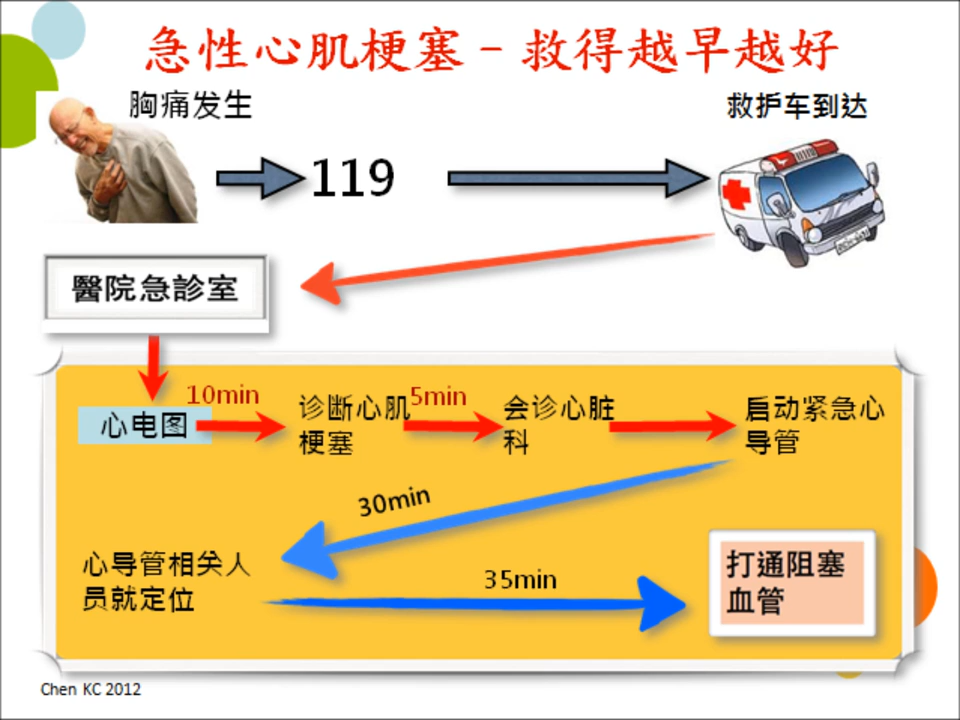 急性心肌梗塞 - 救得越早越好
胸痛发生
救护车到达
119
醫院急診室
10min
5min
心电图
诊断心肌
梗塞
会诊心脏
科
启动紧急心
导管
30min
心导管相关人
员就定位
35min
打通阻塞
血管
Chen KC 2012